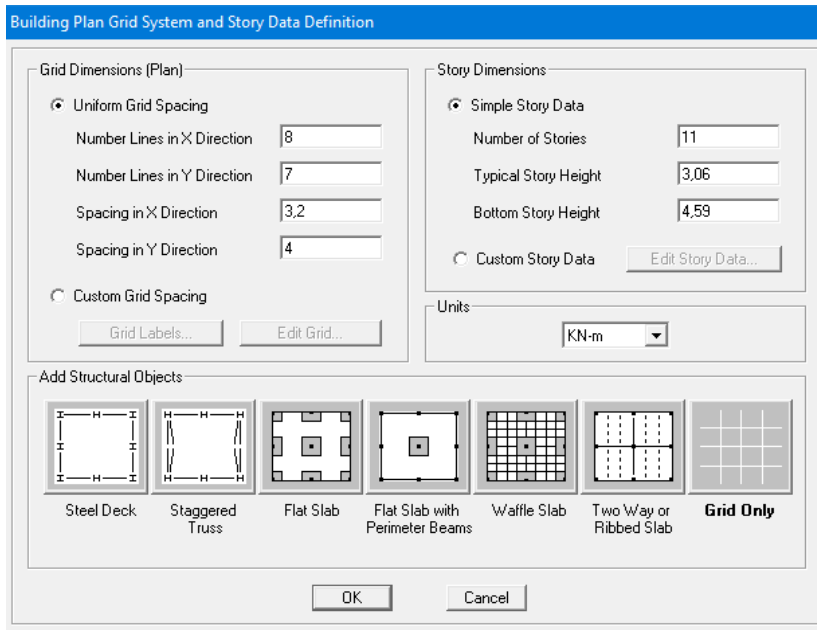 Building Plan Grid System and Story Data Definition
Grid Dimensions (Plan)
Uniform Grid Spacing
Number Lines in X Direction 8
Number Lines in Y Direction 7
Spacing in X Direction 3,2
Spacing in Y Direction 4
Custom Grid Spacing
Grid Labels... Edit Grid...
Story Dimensions
Simple Story Data
Number of Stories 11
Typical Story Height 3,06
Bottom Story Height 4,59
Custom Story Data Edit Story Data...
Units
KN-m
Add Structural Objects
Steel Deck
Staggered
Truss
Flat Slab
Flat Slab with
Perimeter Beams
Waffle Slab
Two Way or
Ribbed Slab
Grid Only
OK Cancel